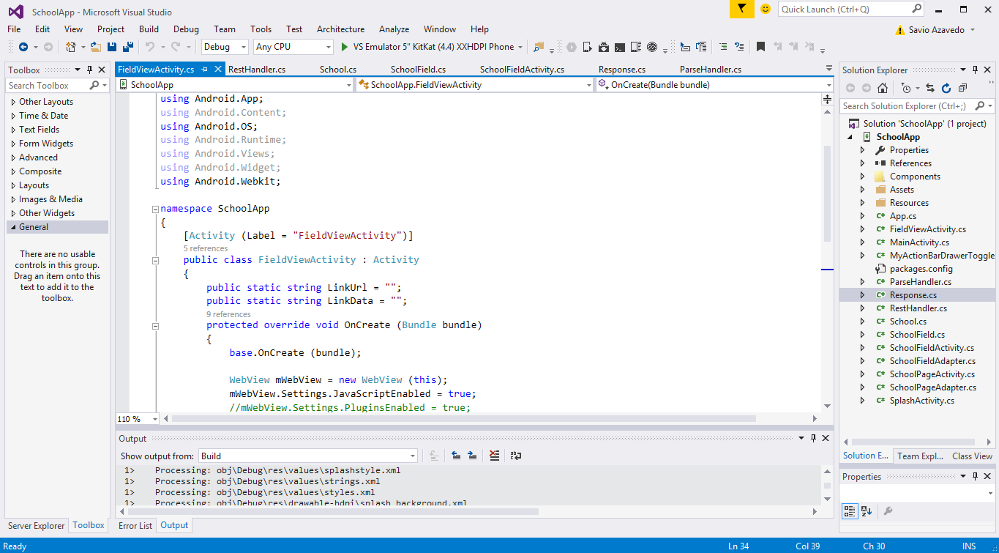 SchoolApp - Microsoft Visual Studio
Quick Launch (Ctrl+Q)
File Edit View Project Build Debug Team Tools Test Architecture Analyze Window Help
Savio Azavedo
Debug Any CPU VS Emulator 5" KitKat (4.4) XXHDPI Phone
Toolbox
Search Toolbox
Other Layouts
Time & Date
Text Fields
Form Widgets
Advanced
Composite
Layouts
Images & Media
Other Widgets
General
There are no usable
controls in this group.
Drag an item onto this
text to add it to the
toolbox.
Server Explorer Toolbox
FieldViewActivity.cs RestHandler.cs School.cs SchoolField.cs SchoolFieldActivity.cs Response.cs ParseHandler.cs
SchoolApp SchoolApp.FieldViewActivity OnCreate(Bundle bundle)
using Android.App;
using Android.Content;
using Android.OS;
using Android.Runtime;
using Android.Views;
using Android.Widget;
using Android.Webkit;
namespace SchoolApp
{
[Activity (Label = "FieldViewActivity")]
5 references
public class FieldViewActivity : Activity
{
public static string LinkUrl = "";
public static string LinkData = "";
9 references
protected override void OnCreate (Bundle bundle)
{
base.OnCreate (bundle);
WebView mWebView = new WebView (this);
mWebView.Settings.JavaScriptEnabled = true;
//mWebView.Settings.PluginsEnabled = true;
110 %
Output
Show output from: Build
1> Processing: obj\Debug\res\values\splashstyle.xml
1> Processing: obj\Debug\res\values\strings.xml
1> Processing: obj\Debug\res\values\styles.xml
1> Processing: obj\Debug\res\drawable-hdpi\splash_background.xml
Error List Output
Solution Explorer
Search Solution Explorer (Ctrl+;)
Solution 'SchoolApp' (1 project)
SchoolApp
Properties
References
Components
Assets
Resources
C# App.cs
C# FieldViewActivity.cs
C# MainActivity.cs
C# MyActionBarDrawerToggle
packages.config
C# ParseHandler.cs
C# Response.cs
C# RestHandler.cs
C# School.cs
C# SchoolField.cs
C# SchoolFieldActivity.cs
C# SchoolFieldAdapter.cs
C# SchoolPageActivity.cs
C# SchoolPageAdapter.cs
C# SplashActivity.cs
Solution E... Team Expl... Class View
Properties
Ready Ln 34 Col 39 Ch 30 INS